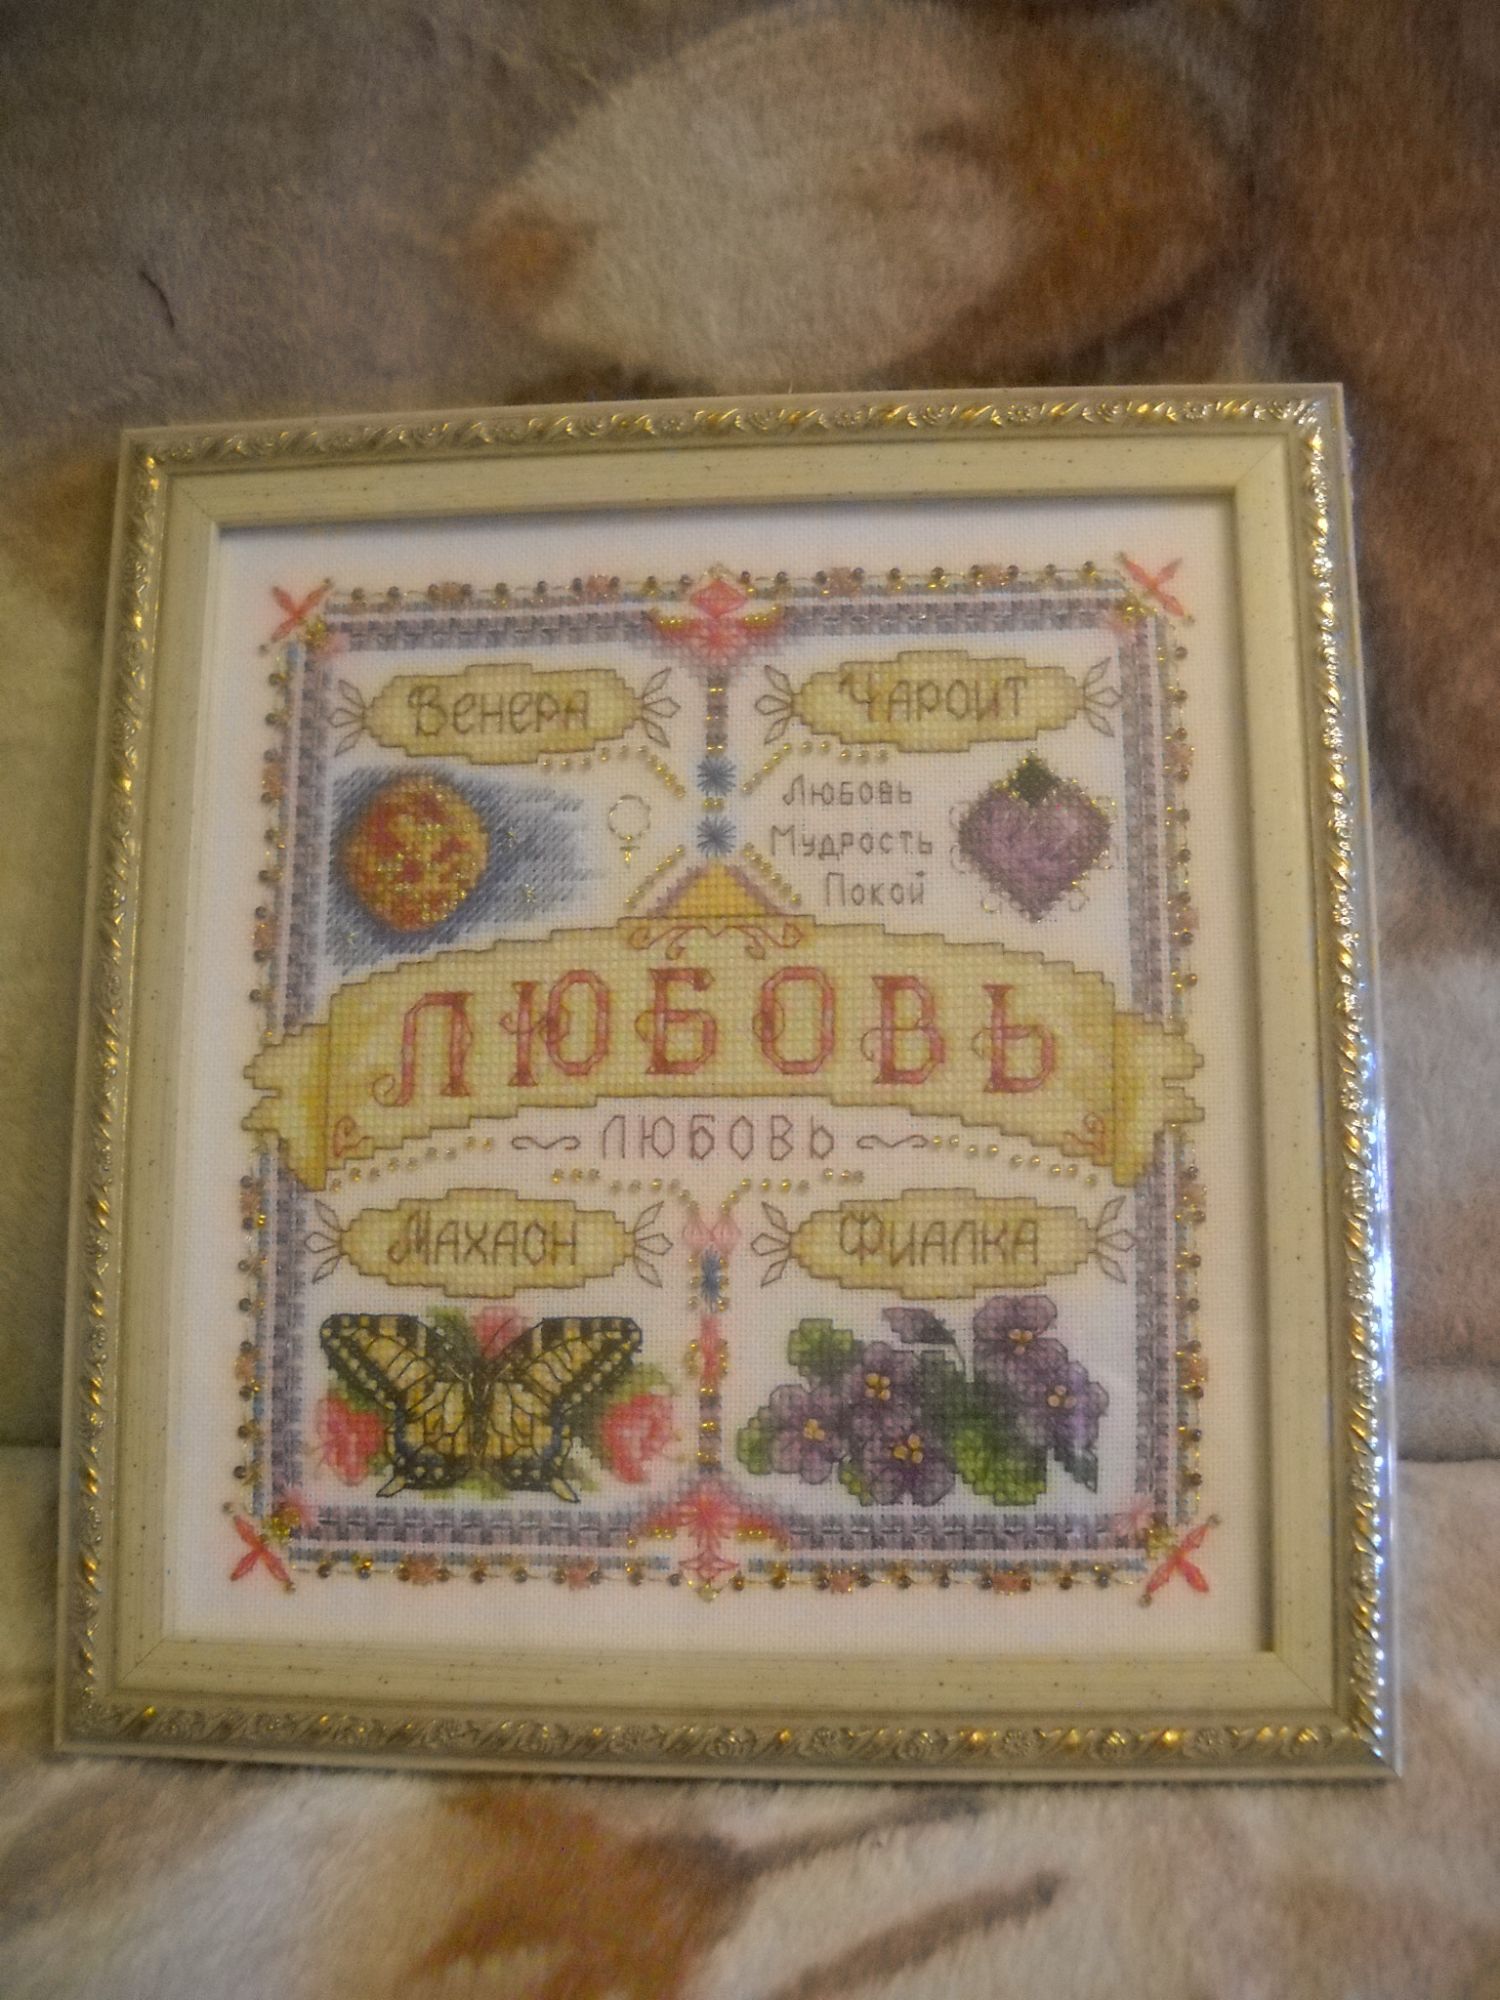 Венера
Чароит
Любовь
Мудрость
Покой
ЛЮБОВЬ
ЛЮБОВЬ
Махаон
Фиалка